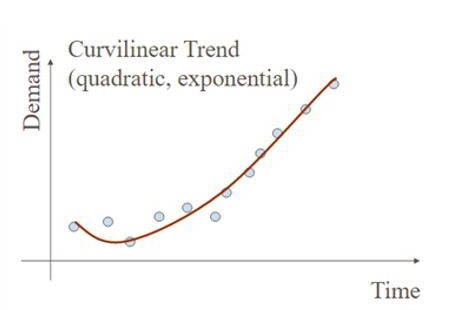 Curvilinear Trend
(quadratic, exponential)
Demand
Time